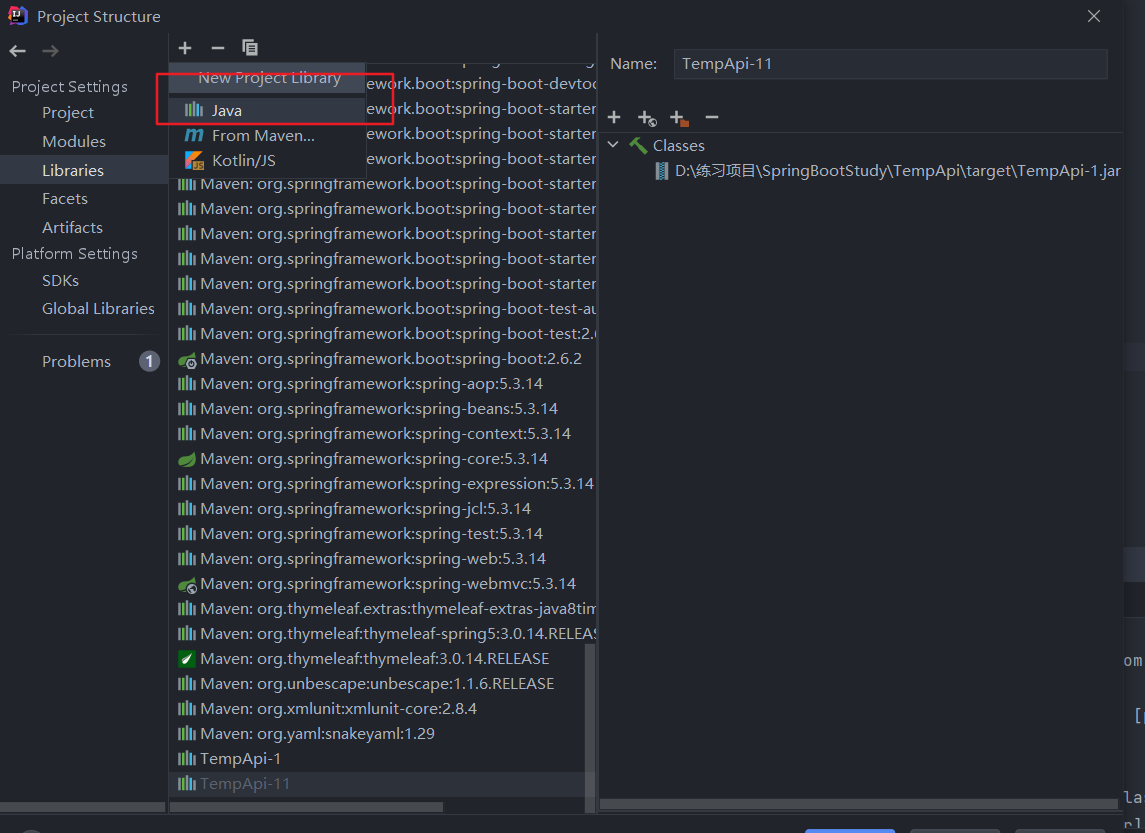 Project Structure
Project Settings
Project
Modules
Libraries
Facets
Artifacts
Platform Settings
SDKs
Global Libraries
Problems
1
New Project Library
Java
From Maven...
Kotlin/JS
ework.boot:spring-boot-devtoo
ework.boot:spring-boot-starter
ework.boot:spring-boot-starter
ework.boot:spring-boot-starter
Maven: org.springframework.boot:spring-boot-starter
Maven: org.springframework.boot:spring-boot-starter
Maven: org.springframework.boot:spring-boot-starter
Maven: org.springframework.boot:spring-boot-starter
Maven: org.springframework.boot:spring-boot-starter
Maven: org.springframework.boot:spring-boot-test-au
Maven: org.springframework.boot:spring-boot-test:2.6
Maven: org.springframework.boot:spring-boot:2.6.2
Maven: org.springframework:spring-aop:5.3.14
Maven: org.springframework:spring-beans:5.3.14
Maven: org.springframework:spring-context:5.3.14
Maven: org.springframework:spring-core:5.3.14
Maven: org.springframework:spring-expression:5.3.14
Maven: org.springframework:spring-jcl:5.3.14
Maven: org.springframework:spring-test:5.3.14
Maven: org.springframework:spring-web:5.3.14
Maven: org.springframework:spring-webmvc:5.3.14
Maven: org.thymeleaf.extras:thymeleaf-extras-java8tim
Maven: org.thymeleaf:thymeleaf-spring5:3.0.14.RELEAS
Maven: org.thymeleaf:thymeleaf:3.0.14.RELEASE
Maven: org.unbescape:unbescape:1.1.6.RELEASE
Maven: org.xmlunit:xmlunit-core:2.8.4
Maven: org.yaml:snakeyaml:1.29
TempApi-1
TempApi-11
Name:
TempApi-11
Classes
D:\练习项目\SpringBootStudy\TempApi\target\TempApi-1.jar
om
la